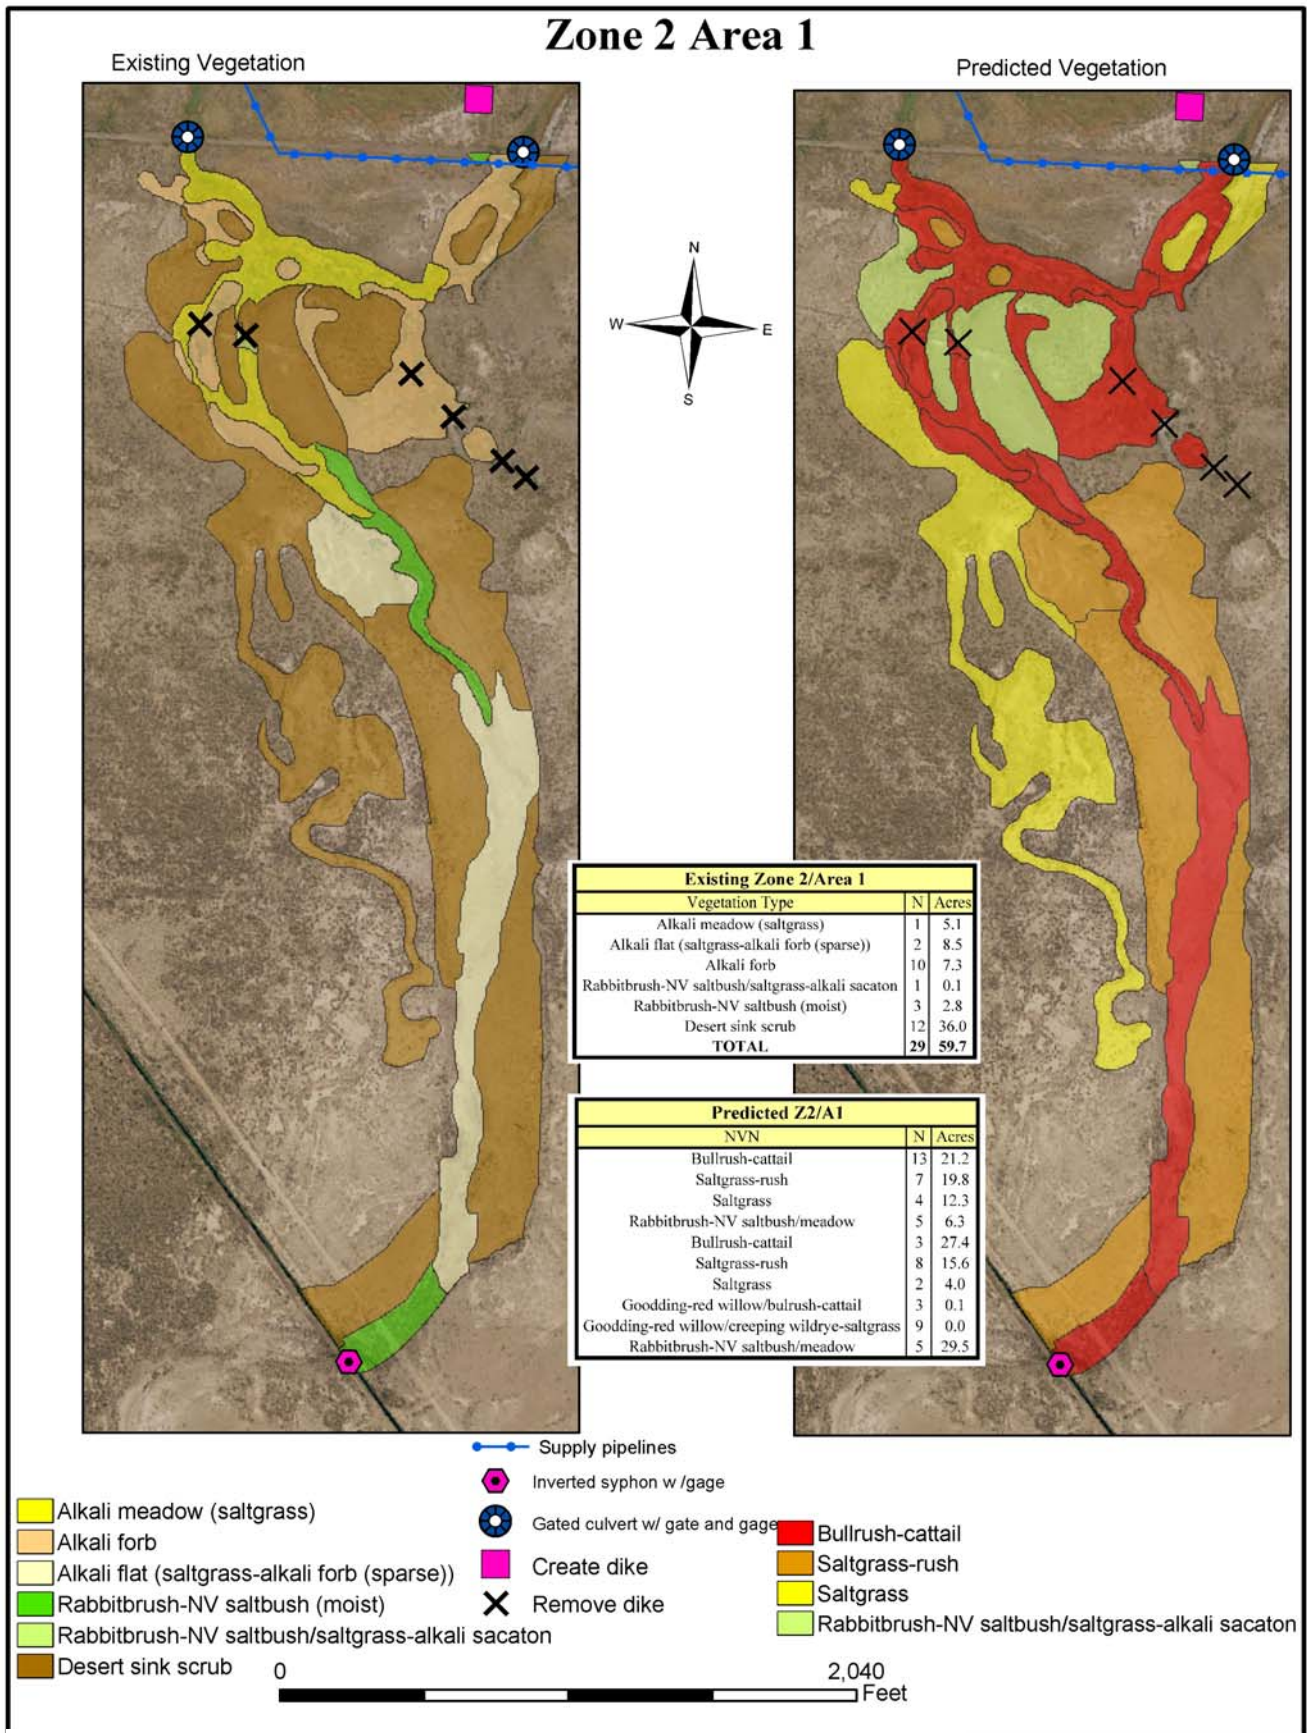 Zone 2 Area 1
Existing Vegetation
Predicted Vegetation
N
W
E
S
Existing Zone 2/Area 1
Vegetation Type N Acres
Alkali meadow (saltgrass) 1 5.1
Alkali flat (saltgrass-alkali forb (sparse)) 2 8.5
Alkali forb 10 7.3
Rabbitbrush-NV saltbush/saltgrass-alkali sacaton 1 0.1
Rabbitbrush-NV saltbush (moist) 3 2.8
Desert sink scrub 12 36.0
TOTAL 29 59.7
Predicted Z2/A1
NVN N Acres
Bullrush-cattail 13 21.2
Saltgrass-rush 7 19.8
Saltgrass 4 12.3
Rabbitbrush-NV saltbush/meadow 5 6.3
Bullrush-cattail 3 27.4
Saltgrass-rush 8 15.6
Saltgrass 2 4.0
Goodding-red willow/bulrush-cattail 3 0.1
Goodding-red willow/creeping wildrye-saltgrass 9 0.0
Rabbitbrush-NV saltbush/meadow 5 29.5
Alkali meadow (saltgrass)
Alkali forb
Alkali flat (saltgrass-alkali forb (sparse))
Rabbitbrush-NV saltbush (moist)
Rabbitbrush-NV saltbush/saltgrass-alkali sacaton
Desert sink scrub
Supply pipelines
Inverted syphon w /gage
Gated culvert w/ gate and gage
Create dike
Remove dike
Bullrush-cattail
Saltgrass-rush
Saltgrass
Rabbitbrush-NV saltbush/saltgrass-alkali sacaton
0 2,040
Feet